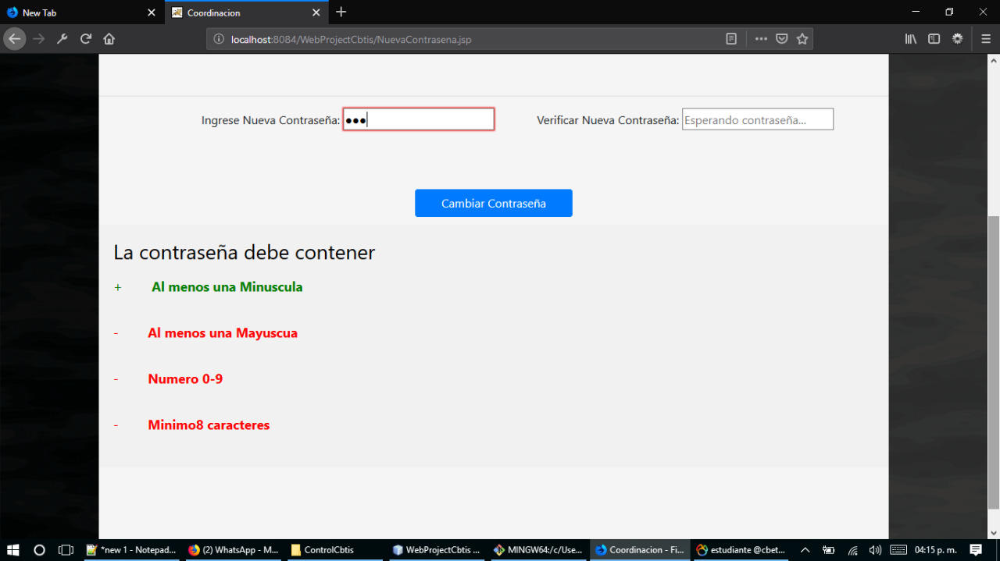 New Tab
Coordinacion
localhost:8084/WebProjectCbtis/NuevaContrasena.jsp
Ingrese Nueva Contraseña:
Verificar Nueva Contraseña: Esperando contraseña...
Cambiar Contraseña
La contraseña debe contener
+ Al menos una Minuscula
- Al menos una Mayuscua
- Numero 0-9
- Minimo8 caracteres
*new 1 - Notepad...
(2) WhatsApp - M...
ControlCbtis
WebProjectCbtis ...
MINGW64:/c/Use...
Coordinacion - Fi...
estudiante @cbet...
04:15 p. m.